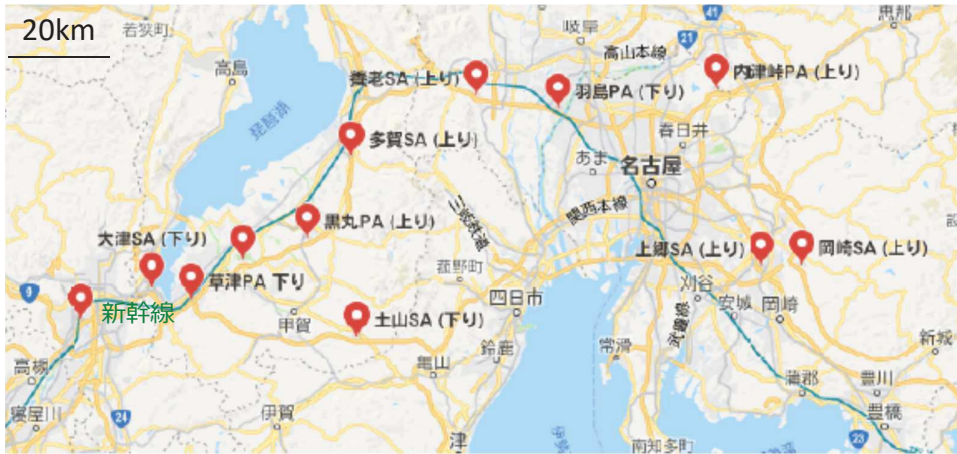 20km
若狭町
岐阜
41
恵那
高島
高山本線
21
養老SA (上り)
羽島PA (下り)
内津峠PA (上り)
琵琶湖
多賀SA (上り)
春日井
あま
名古屋
三岐鉄道
関西本線
黒丸PA (上り)
大津SA (下り)
上郷SA (上り)
岡崎SA (上り)
菰野町
草津PA 下り
刈谷
9
新幹線
四日市
安城
岡崎
甲賀
土山SA (下り)
武豊線
新城
鈴鹿
常滑
高槻
亀山
蒲郡
豊川
寝屋川
24
伊賀
豊橋
津
南知多町
23